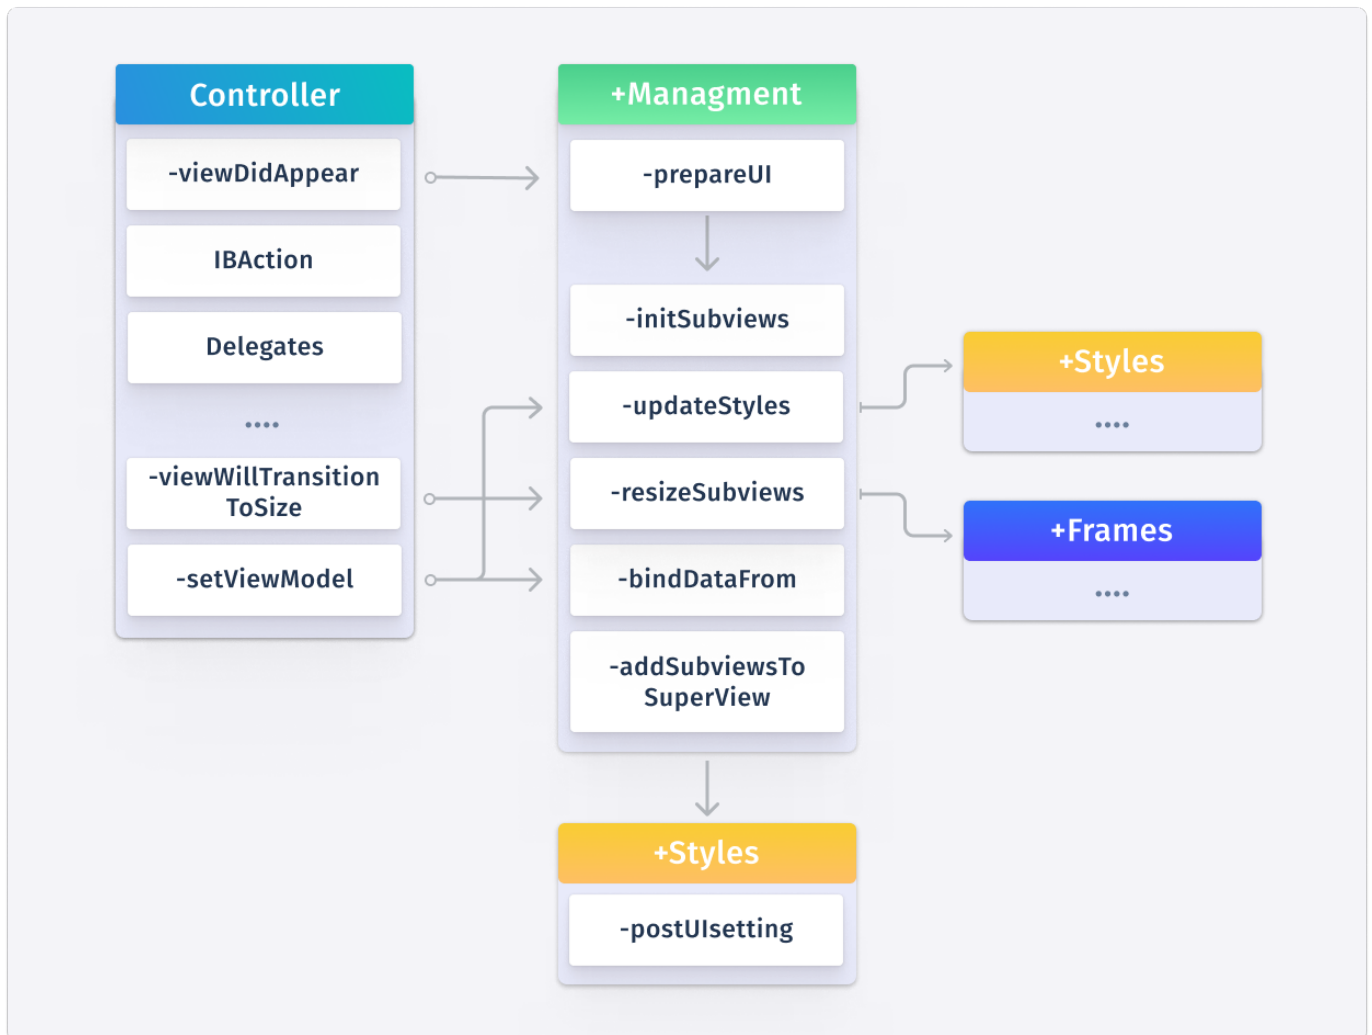 Controller
-viewDidAppear
IBAction
Delegates
....
-viewWillTransition
ToSize
-setViewModel
+Managment
-prepareUI
-initSubviews
-updateStyles
-resizeSubviews
-bindDataFrom
-addSubviewsTo
SuperView
+Styles
....
+Frames
....
+Styles
-postUIsetting